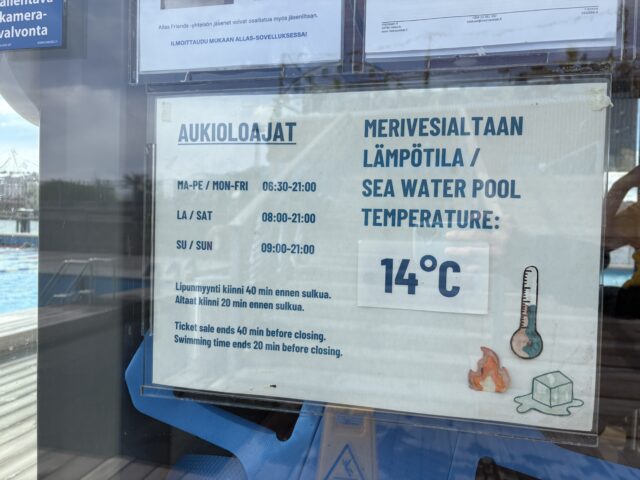 tallentava
kamera-
valvonta
Allas Friends -yhteisön jäsenet voivat osallistua myös jäsenlittaan.
ILMOITTAUDU MUKAAN ALLAS-SOVELLUKSESSA!
AUKIOLOAJAT
MA-PE / MON-FRI 06:30-21:00
LA / SAT 08:00-21:00
SU / SUN 09:00-21:00
Lipunmyynti kiinni 40 min ennen sulkua.
Altaat kiinni 20 min ennen sulkua.
Ticket sale ends 40 min before closing.
Swimming time ends 20 min before closing.
MERIVESIALTAAN
LÄMPÖTILA /
SEA WATER POOL
TEMPERATURE:
14°C